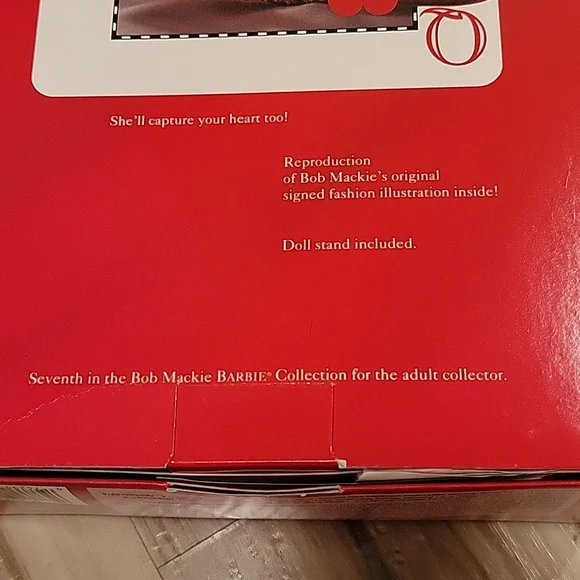 She'll capture your heart too!
Reproduction
of Bob Mackie's original
signed fashion illustration inside!
Doll stand included.
Seventh in the Bob Mackie BARBIE® Collection for the adult collector.